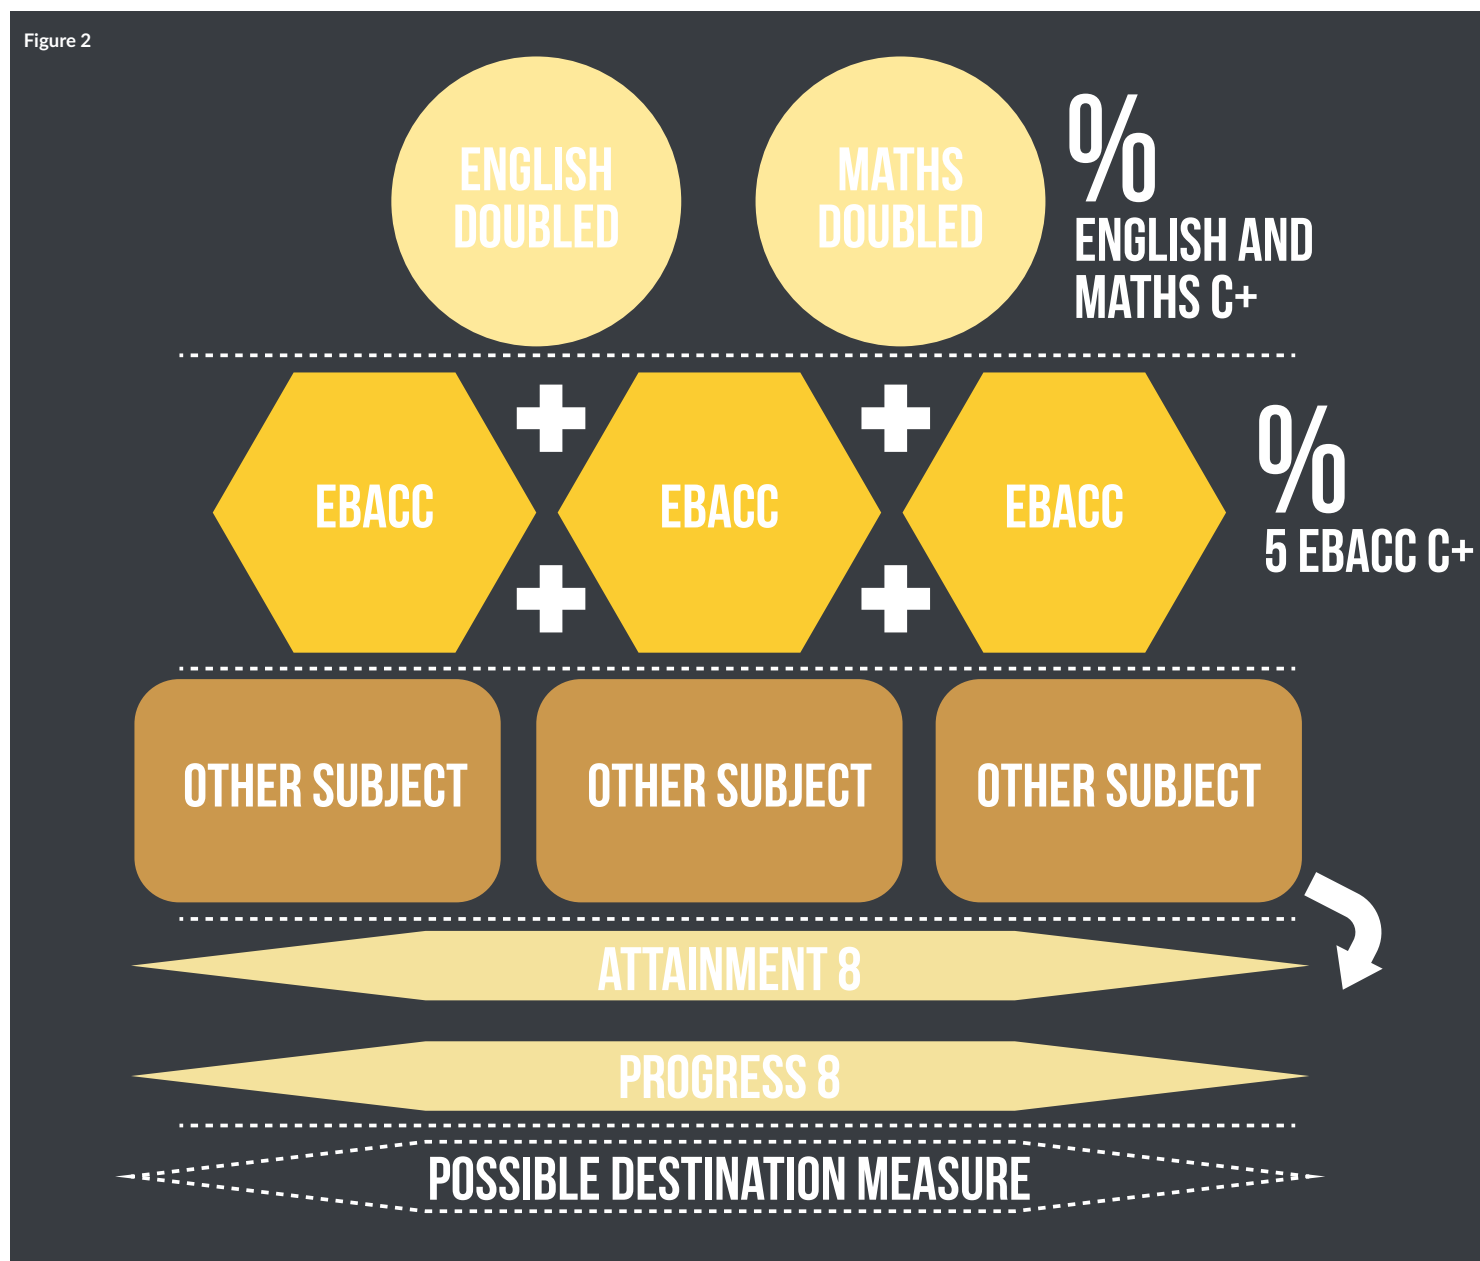 Figure 2
ENGLISH
DOUBLED
MATHS
DOUBLED
%
ENGLISH AND
MATHS C+
EBACC
EBACC
EBACC
%
5 EBACC C+
OTHER SUBJECT
OTHER SUBJECT
OTHER SUBJECT
ATTAINMENT 8
PROGRESS 8
POSSIBLE DESTINATION MEASURE